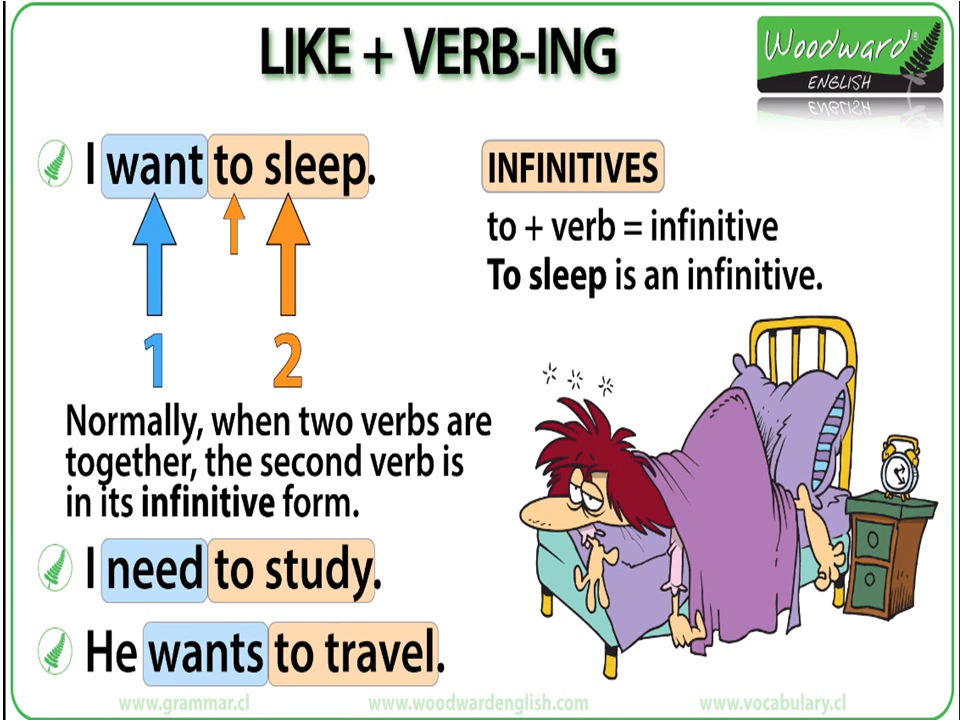 LIKE + VERB-ING
Woodward®
ENGLISH
I want to sleep.
1 2
Normally, when two verbs are
together, the second verb is
in its infinitive form.
I need to study.
He wants to travel.
INFINITIVES
to + verb = infinitive
To sleep is an infinitive.
www.grammar.cl www.woodwardenglish.com www.vocabulary.cl